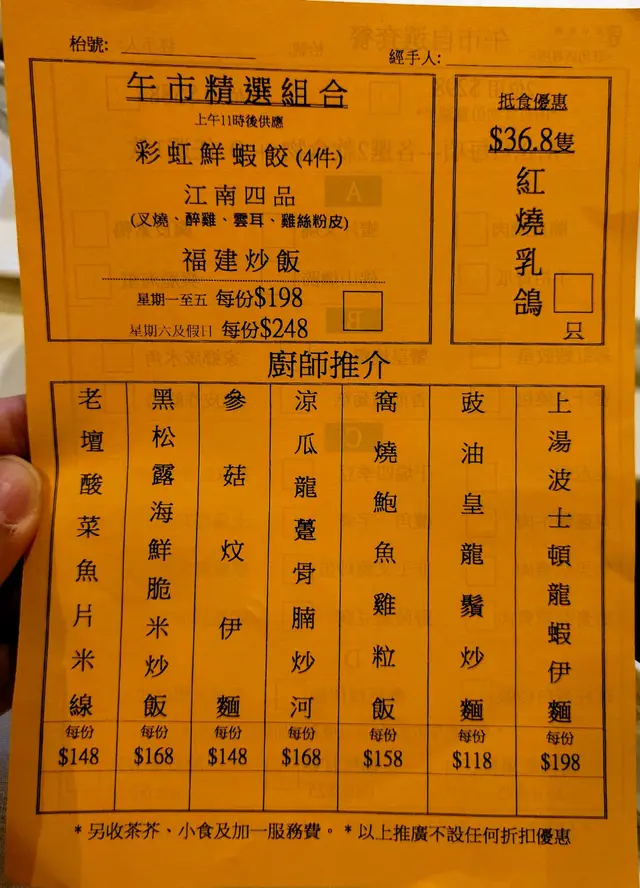 枱號:
經手人:
午市精選組合
上午11時後供應
彩虹鮮蝦餃(4件)
江南四品
(叉燒、醉雞、雲耳、雞絲粉皮)
福建炒飯
星期一至五 每份$198
星期六及假日 每份$248
抵食優惠
$36.8隻
紅燒乳鴿
只
廚師推介
上湯波士頓龍蝦伊麵
每份
$198
豉油皇龍鬚炒麵
每份
$118
窩燒鮑魚雞粒飯
每份
$158
涼瓜龍躉骨腩炒河
每份
$168
參菇炆伊麵
每份
$148
黑松露海鮮脆米炒飯
每份
$168
老壇酸菜魚片米線
每份
$148
*另收茶芥、小食及加一服務費。*以上推廣不設任何折扣優惠